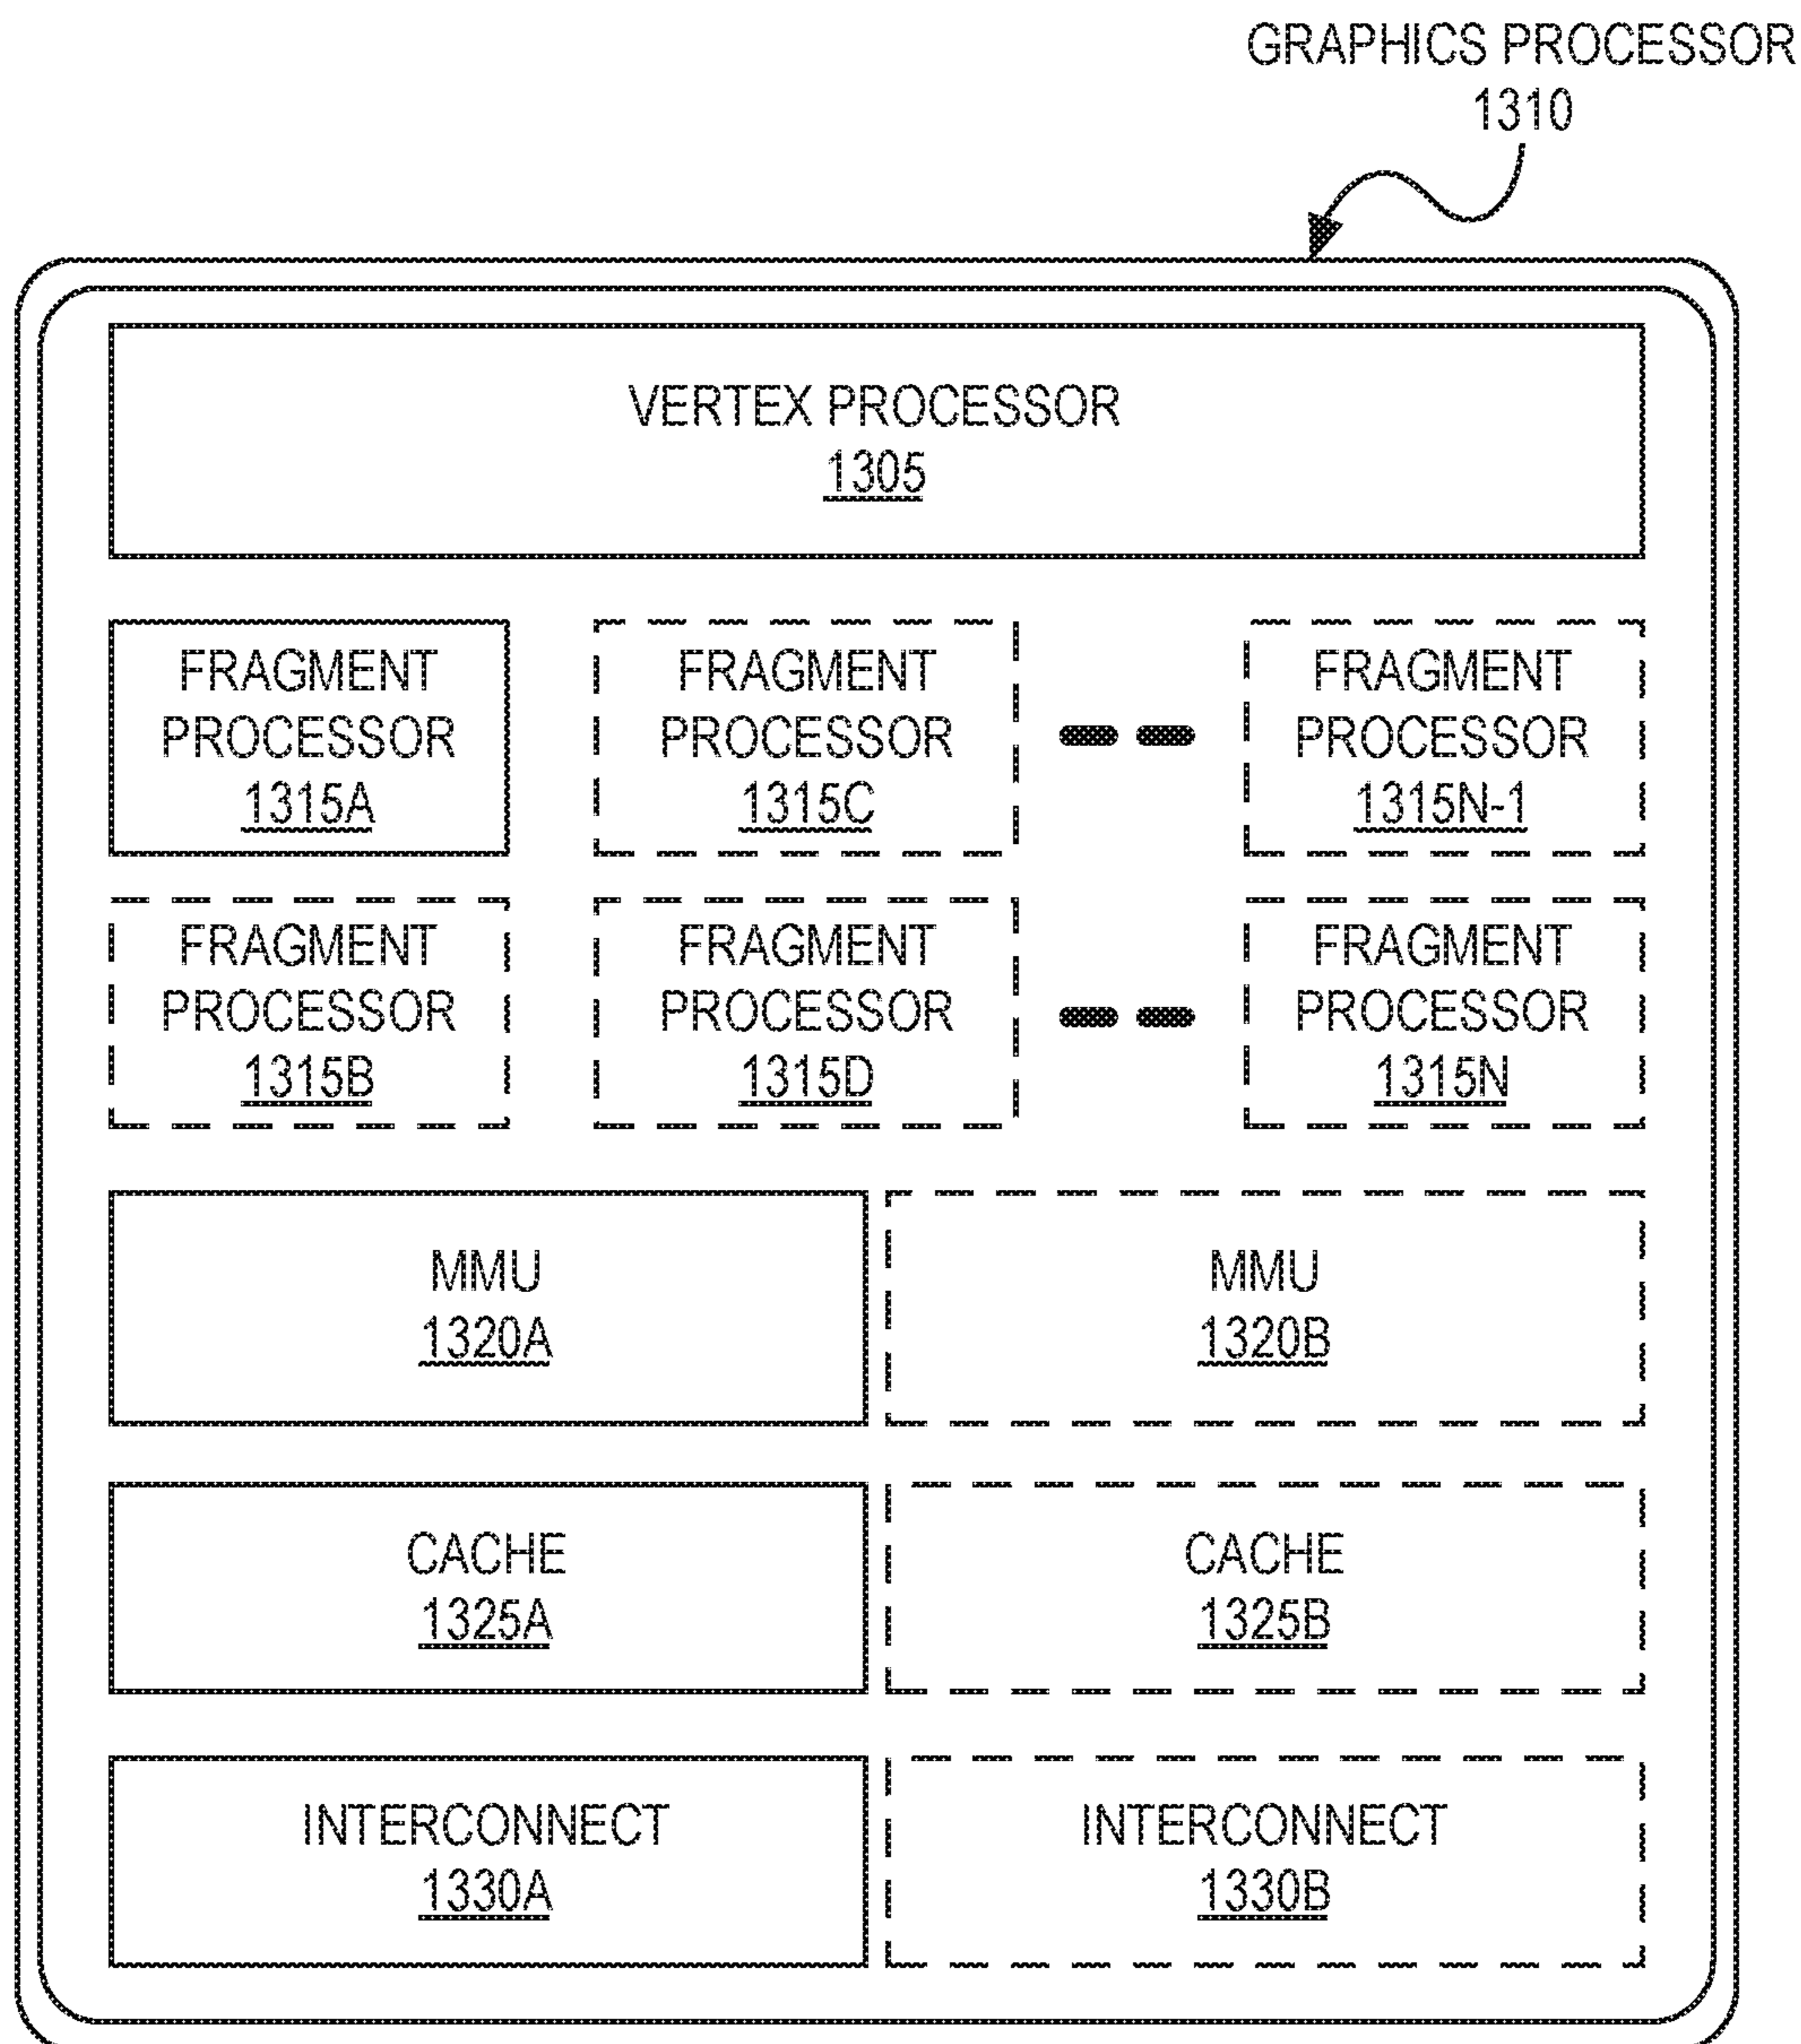 GRAPHICS PROCESSOR
1310
VERTEX PROCESSOR
1305
FRAGMENT
PROCESSOR
1315A
FRAGMENT
PROCESSOR
1315C
FRAGMENT
PROCESSOR
1315N-1
FRAGMENT
PROCESSOR
1315B
FRAGMENT
PROCESSOR
1315D
FRAGMENT
PROCESSOR
1315N
MMU
1320A
MMU
1320B
CACHE
1325A
CACHE
1325B
INTERCONNECT
1330A
INTERCONNECT
1330B